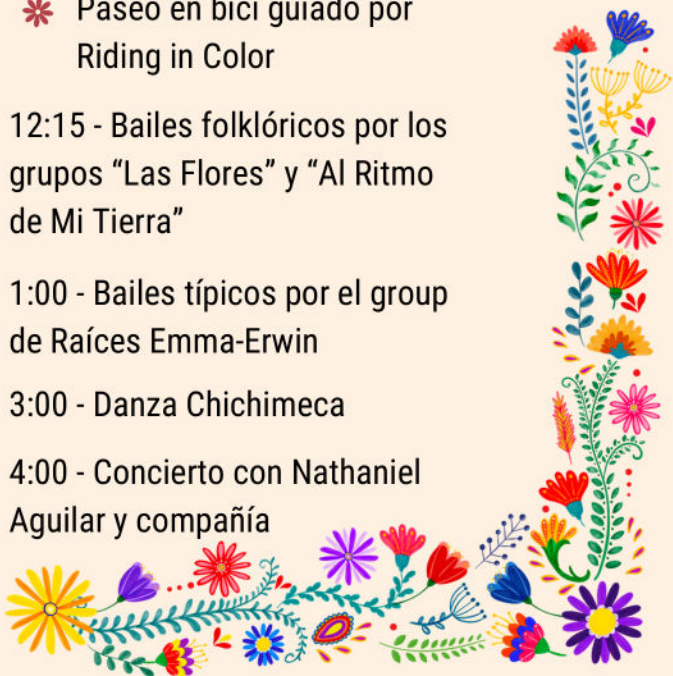 Paseo en bici guiado por
Riding in Color
12:15 - Bailes folklóricos por los
grupos “Las Flores” y “Al Ritmo
de Mi Tierra”
1:00 - Bailes típicos por el group
de Raíces Emma-Erwin
3:00 - Danza Chichimeca
4:00 - Concierto con Nathaniel
Aguilar y compañía